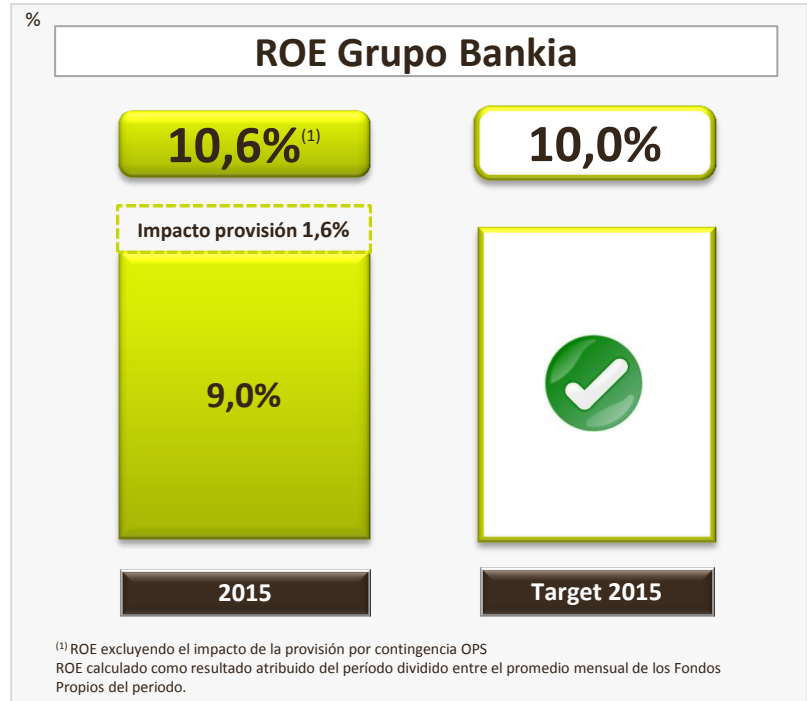 %
ROE Grupo Bankia
10,6%(1)
10,0%
Impacto provisión 1,6%
9,0%
2015
Target 2015
(1) ROE excluyendo el impacto de la provisión por contingencia OPS
ROE calculado como resultado atribuido del período dividido entre el promedio mensual de los Fondos
Propios del periodo.